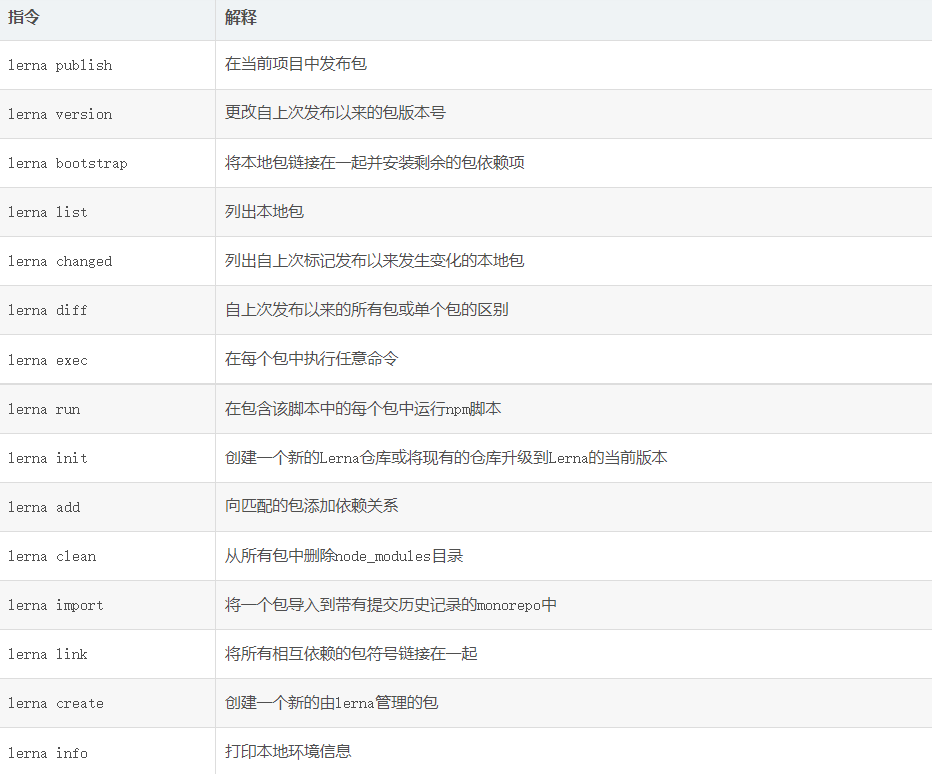 指令 解释
lerna publish 在当前项目中发布包
lerna version 更改自上次发布以来的包版本号
lerna bootstrap 将本地包链接在一起并安装剩余的包依赖项
lerna list 列出本地包
lerna changed 列出自上次标记发布以来发生变化的本地包
lerna diff 自上次发布以来的所有包或单个包的区别
lerna exec 在每个包中执行任意命令
lerna run 在包含该脚本中的每个包中运行npm脚本
lerna init 创建一个新的Lerna仓库或将现有的仓库升级到Lerna的当前版本
lerna add 向匹配的包添加依赖关系
lerna clean 从所有包中删除node_modules目录
lerna import 将一个包导入到带有提交历史记录的monorepo中
lerna link 将所有相互依赖的包符号链接在一起
lerna create 创建一个新的由lerna管理的包
lerna info 打印本地环境信息